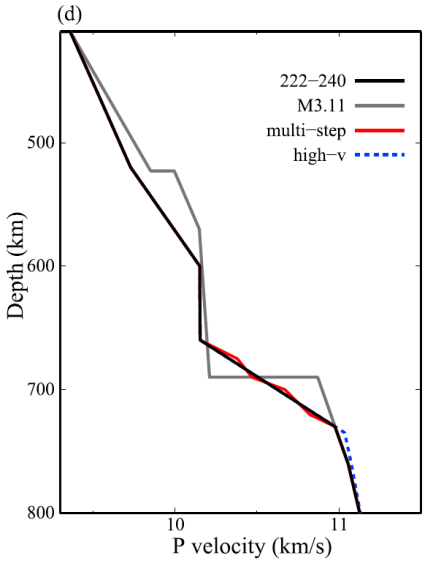 (d)
222−240
M3.11
multi−step
high−v
500
600
700
800
Depth (km)
10
11
P velocity (km/s)